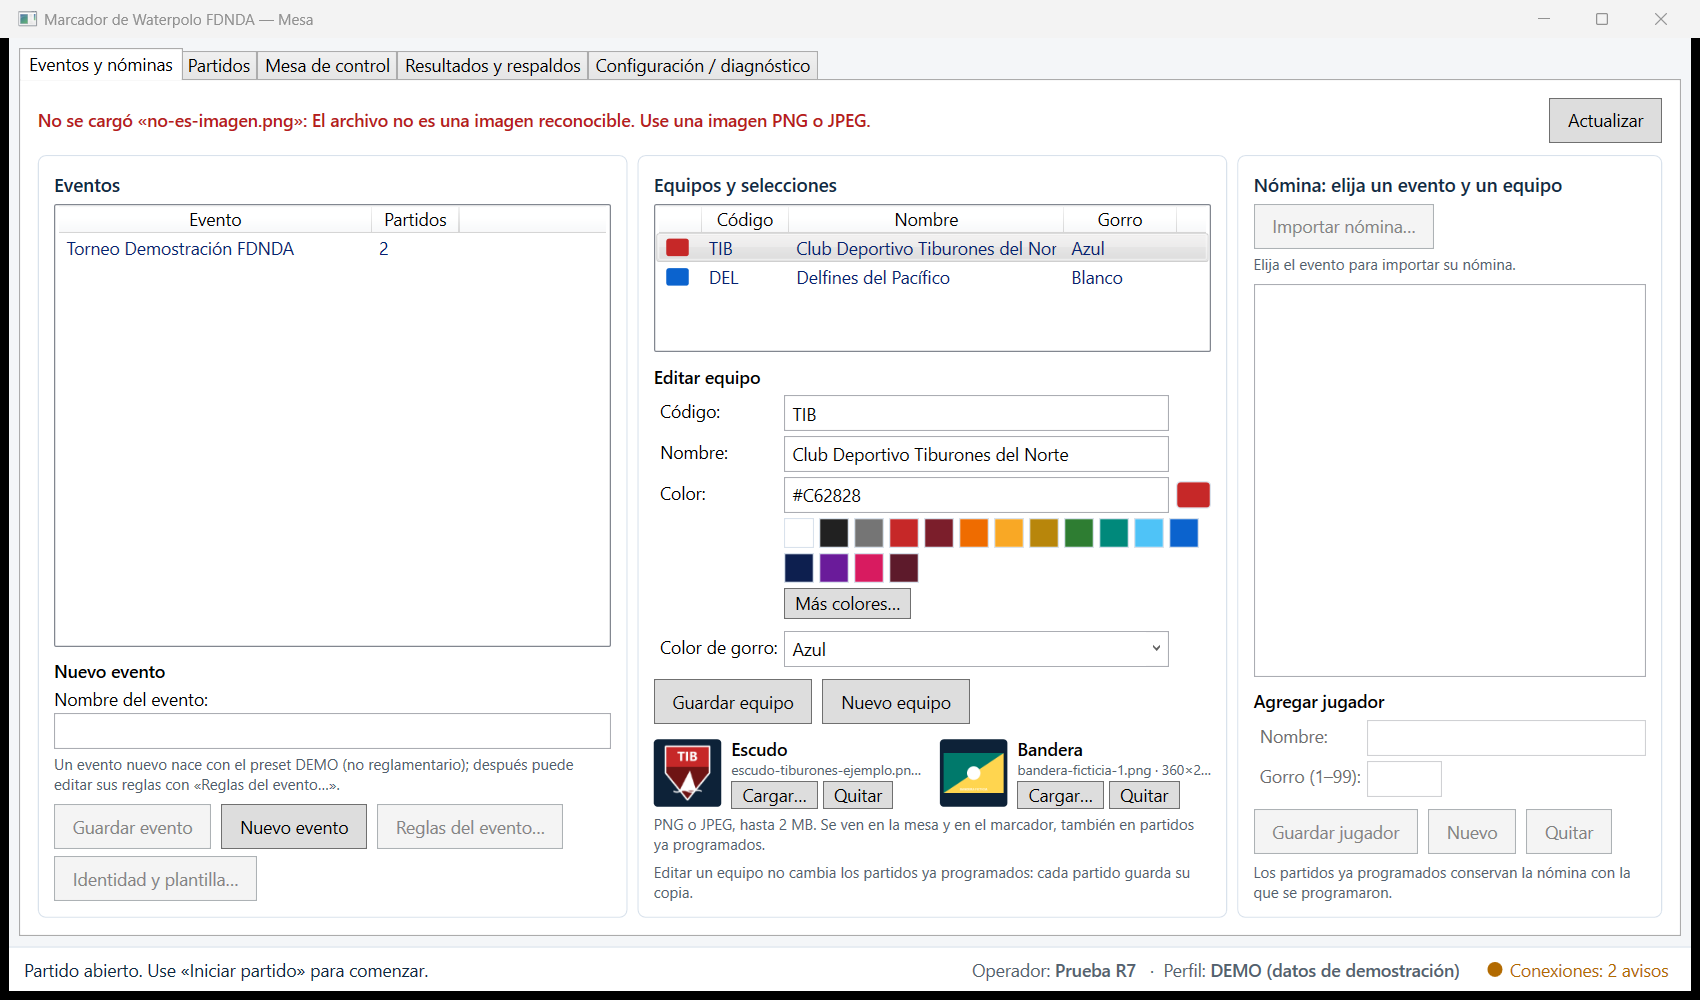 Marcador de Waterpolo FDNDA — Mesa
Eventos y nóminas
Partidos
Mesa de control
Resultados y respaldos
Configuración / diagnóstico
No se cargó «no-es-imagen.png»: El archivo no es una imagen reconocible. Use una imagen PNG o JPEG.
Actualizar
Eventos
Evento
Partidos
Torneo Demostración FDNDA
2
Nuevo evento
Nombre del evento:
Un evento nuevo nace con el preset DEMO (no reglamentario); después puede
editar sus reglas con «Reglas del evento...».
Guardar evento
Nuevo evento
Reglas del evento...
Identidad y plantilla...
Equipos y selecciones
Código
Nombre
Gorro
TIB
Club Deportivo Tiburones del Nor
Azul
DEL
Delfines del Pacífico
Blanco
Editar equipo
Código:
TIB
Nombre:
Club Deportivo Tiburones del Norte
Color:
#C62828
Más colores...
Color de gorro:
Azul
Guardar equipo
Nuevo equipo
TIB
Escudo
escudo-tiburones-ejemplo.pn...
Cargar...
Quitar
Bandera
bandera-ficticia-1.png · 360×2...
Cargar...
Quitar
PNG o JPEG, hasta 2 MB. Se ven en la mesa y en el marcador, también en partidos
ya programados.
Editar un equipo no cambia los partidos ya programados: cada partido guarda su
copia.
Nómina: elija un evento y un equipo
Importar nómina...
Elija el evento para importar su nómina.
Agregar jugador
Nombre:
Gorro (1–99):
Guardar jugador
Nuevo
Quitar
Los partidos ya programados conservan la nómina con la
que se programaron.
Partido abierto. Use «Iniciar partido» para comenzar.
Operador: Prueba R7 · Perfil: DEMO (datos de demostración)
Conexiones: 2 avisos